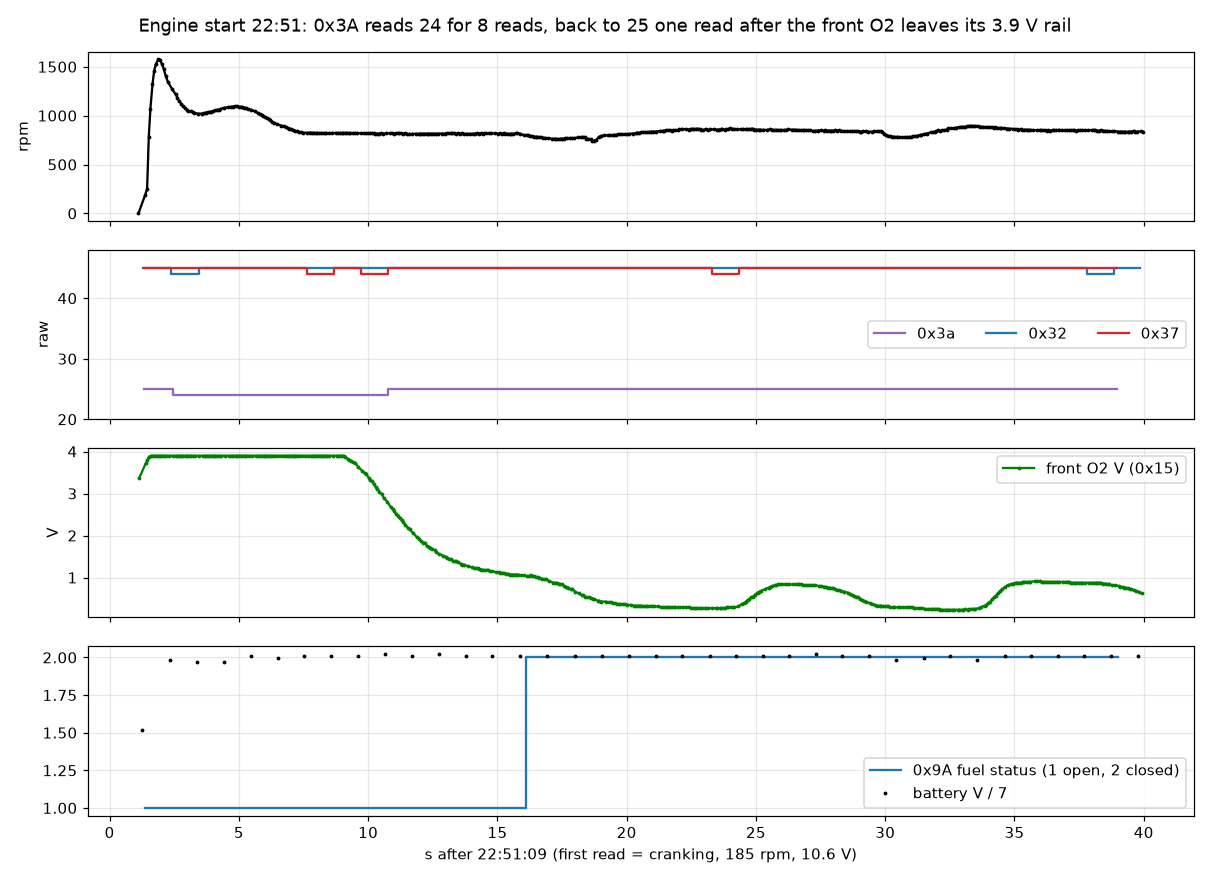 Engine start 22:51: 0x3A reads 24 for 8 reads, back to 25 one read after the front O2 leaves its 3.9 V rail
1500
1000
500
0
rpm
40
30
20
raw
0x3a 0x32 0x37
4
3
2
1
V
front O2 V (0x15)
2.00
1.75
1.50
1.25
1.00
0x9A fuel status (1 open, 2 closed)
battery V / 7
0 5 10 15 20 25 30 35 40
s after 22:51:09 (first read = cranking, 185 rpm, 10.6 V)